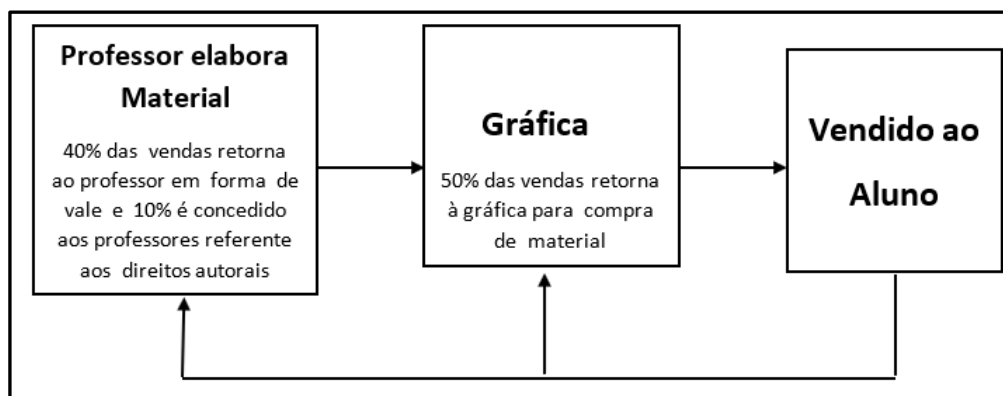 Professor elabora
Material
40% das vendas retorna
ao professor em forma de
vale e 10% é concedido
aos professores referente
aos direitos autorais
Gráfica
50% das vendas retorna
à gráfica para compra
de material
Vendido ao
Aluno